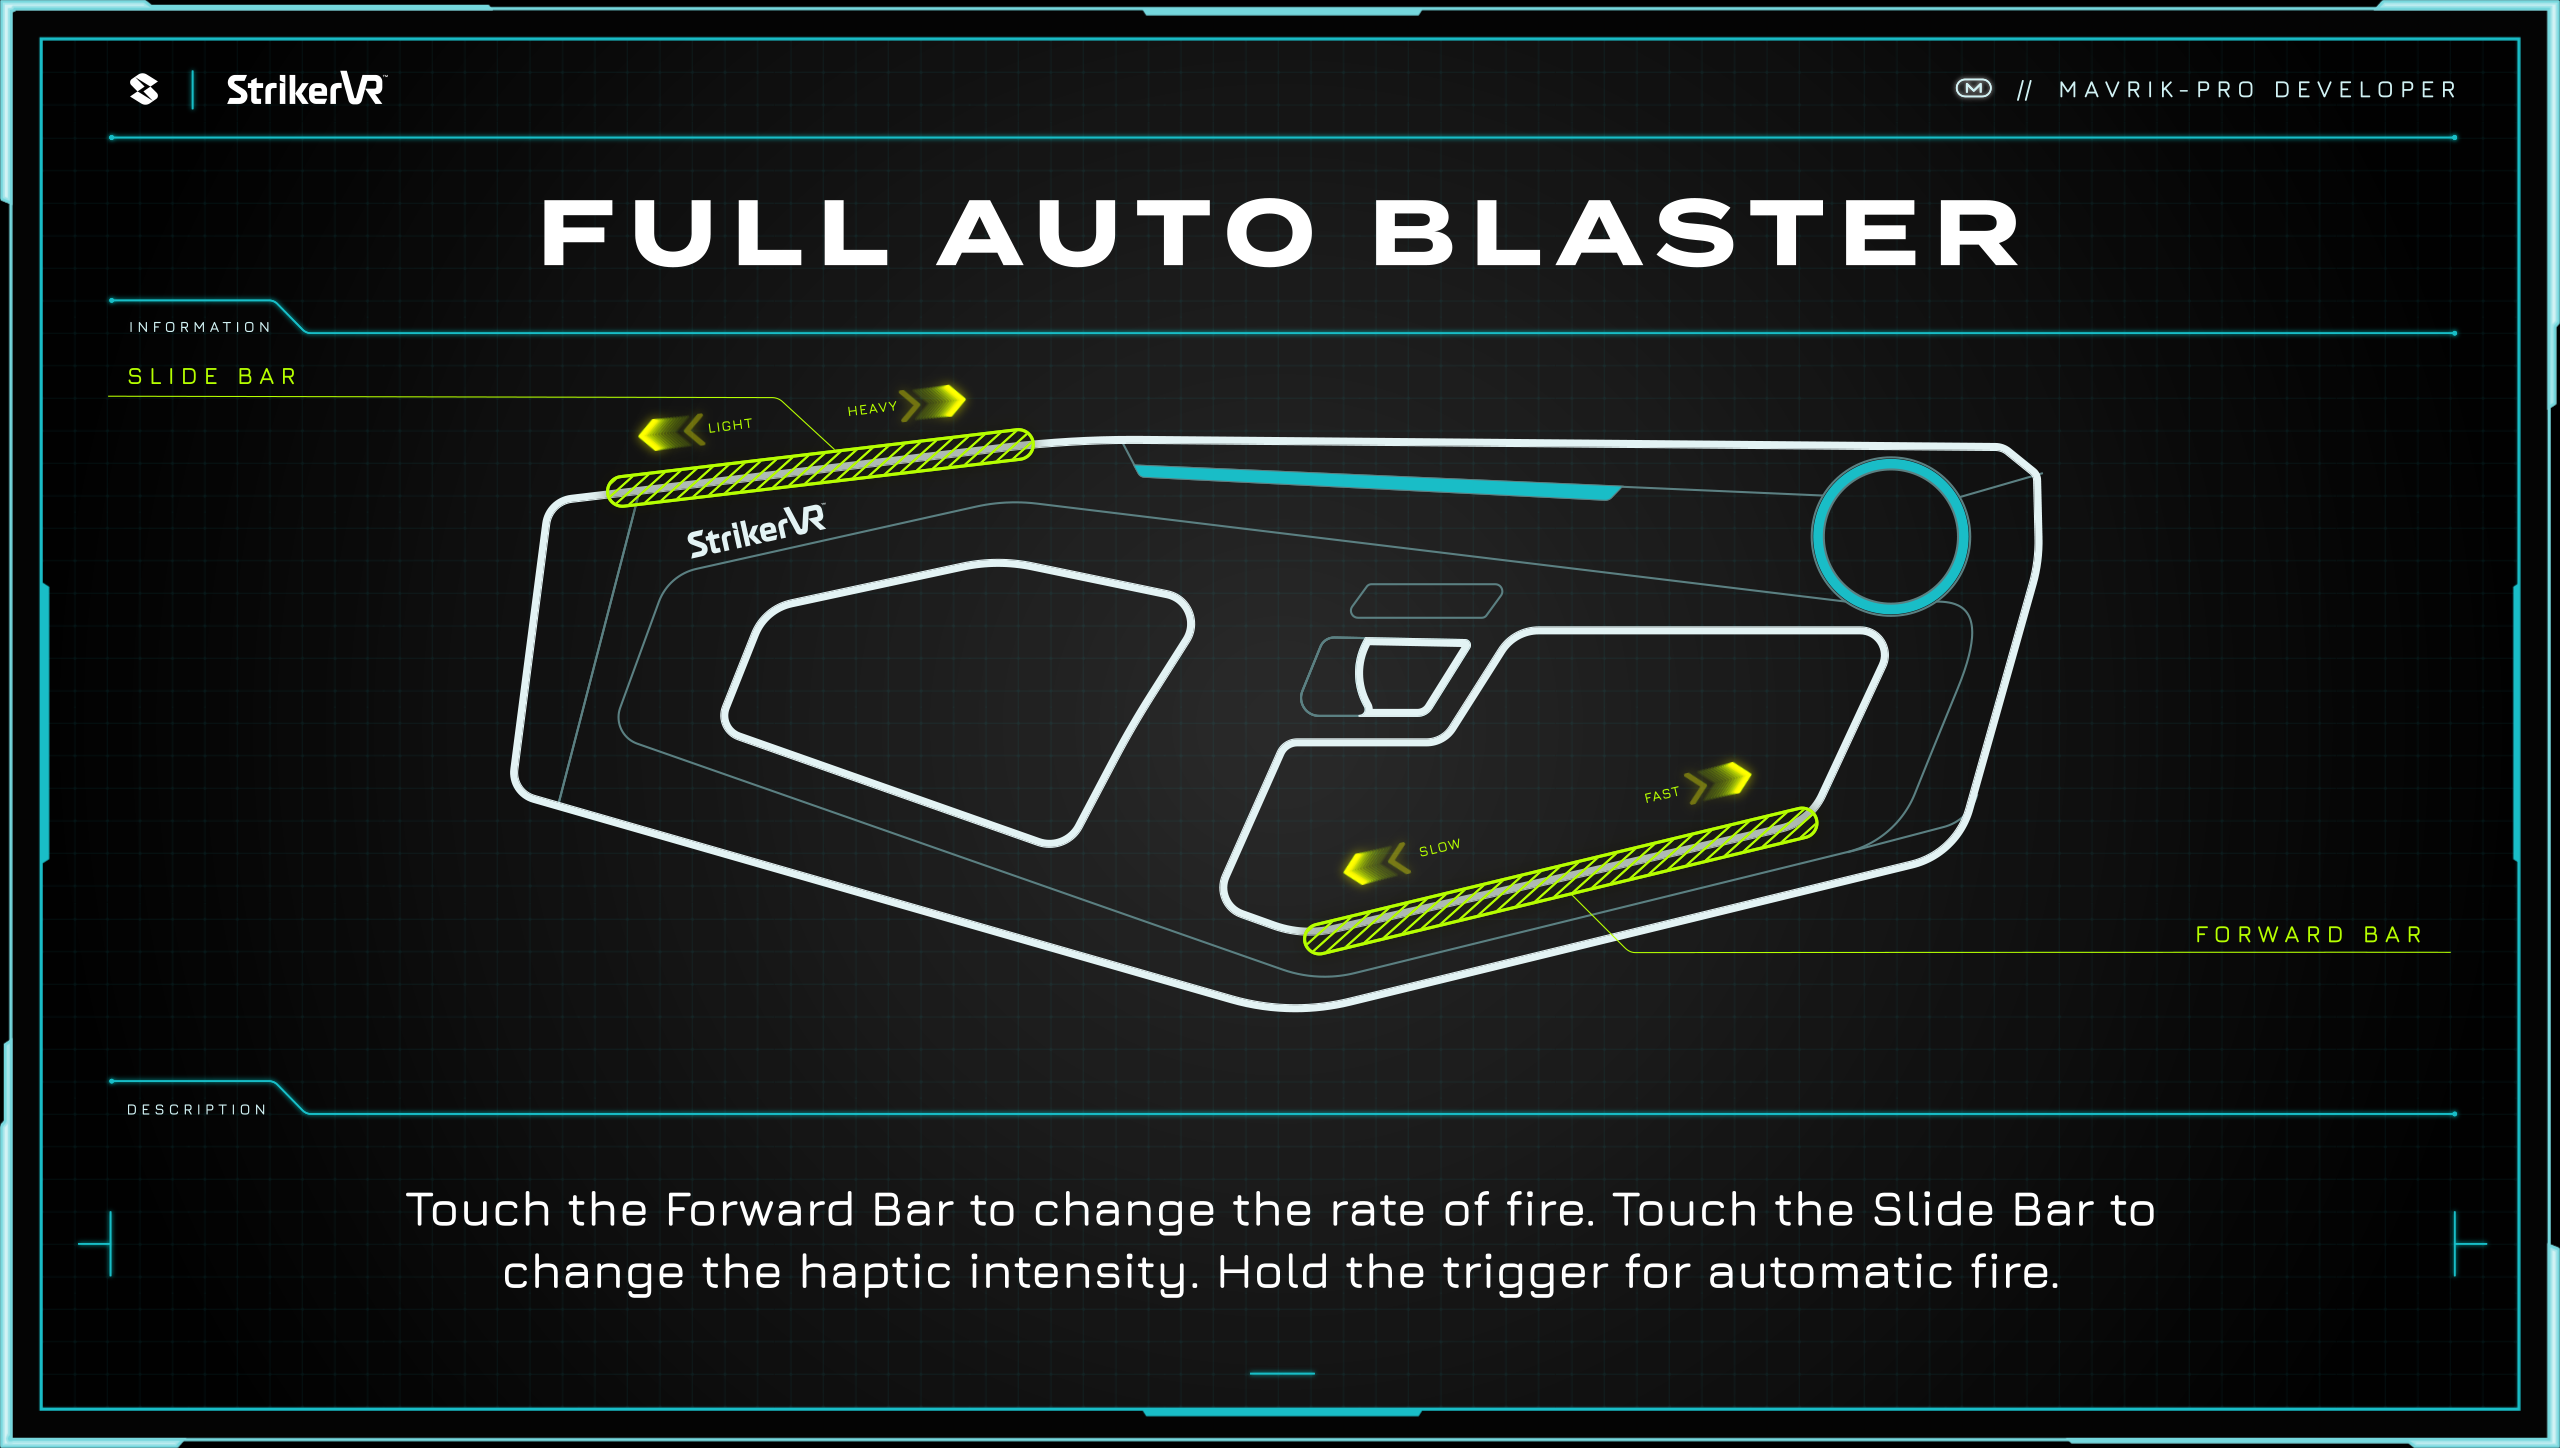 StrikerVR™
M // MAVRIK-PRO DEVELOPER
FULL AUTO BLASTER
INFORMATION
SLIDE BAR
LIGHT
HEAVY
StrikerVR
FAST
SLOW
FORWARD BAR
DESCRIPTION
Touch the Forward Bar to change the rate of fire. Touch the Slide Bar to
change the haptic intensity. Hold the trigger for automatic fire.